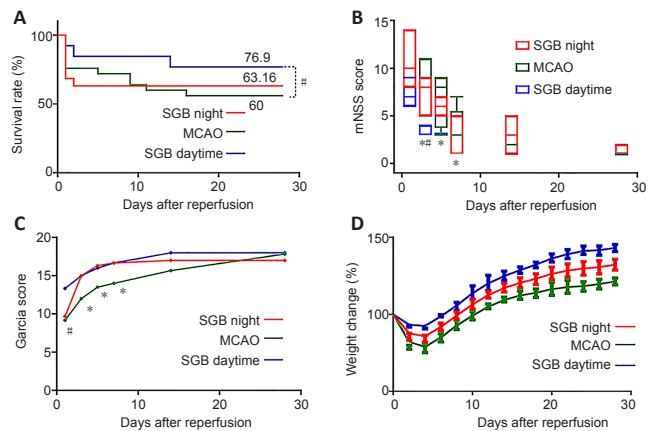 A
Survival rate (%)
100
50
0
0 10 20 30
76.9
63.16
60
#
SGB night
MCAO
SGB daytime
Days after reperfusion
B
mNSS score
15
10
5
0
0 10 20 30
SGB night
MCAO
SGB daytime
*# *
*
Days after reperfusion
C
Garcia score
20
15
10
5
0
0 10 20 30
#
*
*
*
SGB night
MCAO
SGB daytime
Days after reperfusion
D
Weight change (%)
150
100
50
0 10 20 30
SGB night
MCAO
SGB daytime
Days after reperfusion